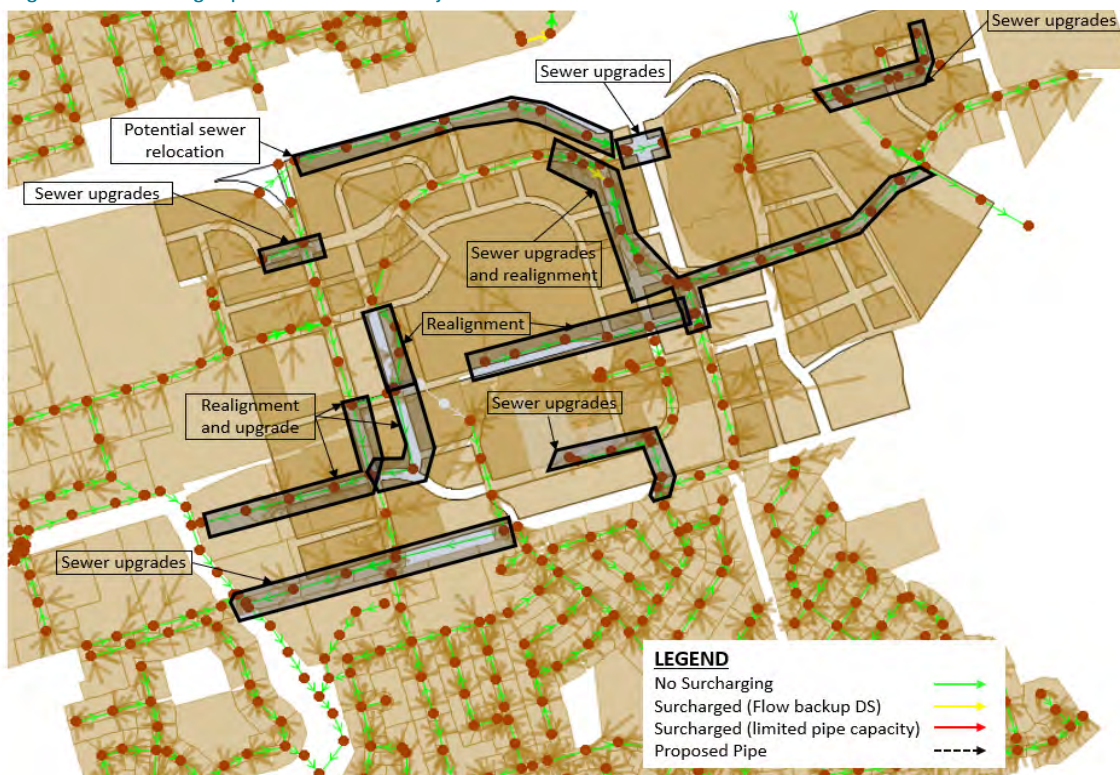 Sewer upgrades
Sewer upgrades
Potential sewer
relocation
Sewer upgrades
Sewer upgrades
and realignment
Realignment
Realignment
and upgrade
Sewer upgrades
Sewer upgrades
LEGEND
No Surcharging
Surcharged (Flow backup DS)
Surcharged (limited pipe capacity)
Proposed Pipe